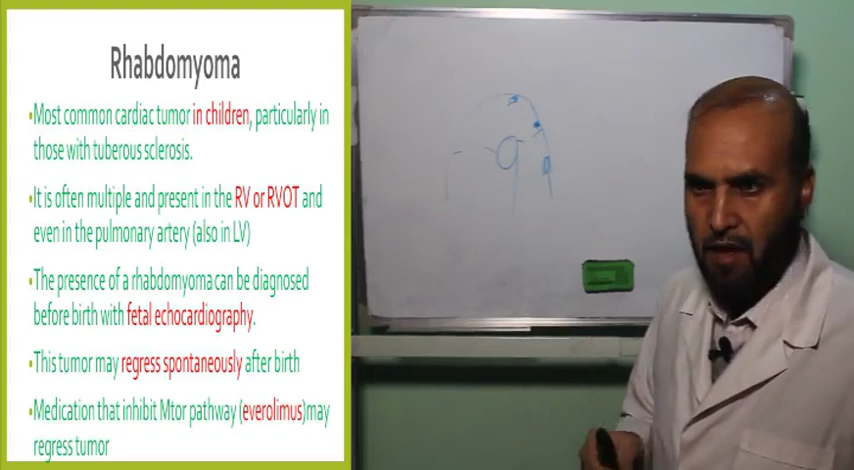 Rhabdomyoma
•Most common cardiac tumor in children, particularly in
those with tuberous sclerosis.
•It is often multiple and present in the RV or RVOT and
even in the pulmonary artery (also in LV)
•The presence of a rhabdomyoma can be diagnosed
before birth with fetal echocardiography.
•This tumor may regress spontaneously after birth
•Medication that inhibit Mtor pathway (everolimus)may
regress tumor